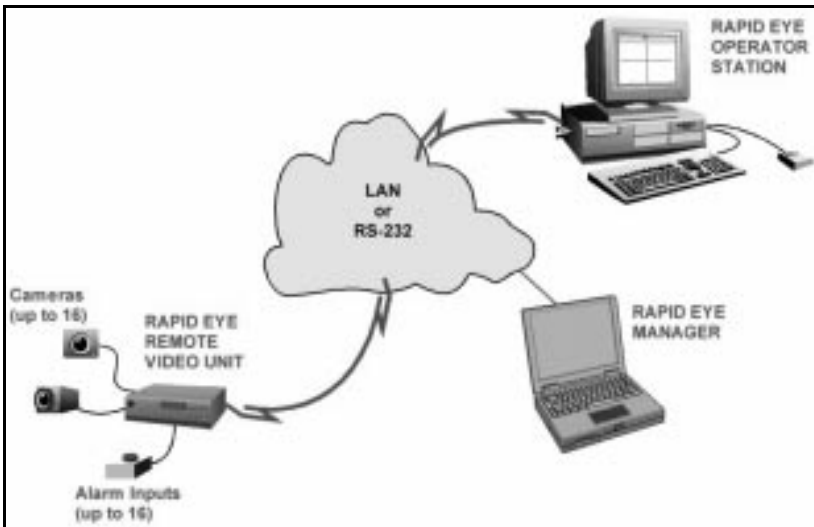 RAPID EYE
OPERATOR
STATION
LAN
or
RS-232
Cameras
(up to 16)
RAPID EYE
REMOTE
VIDEO UNIT
RAPID EYE
MANAGER
Alarm Inputs
(up to 16)